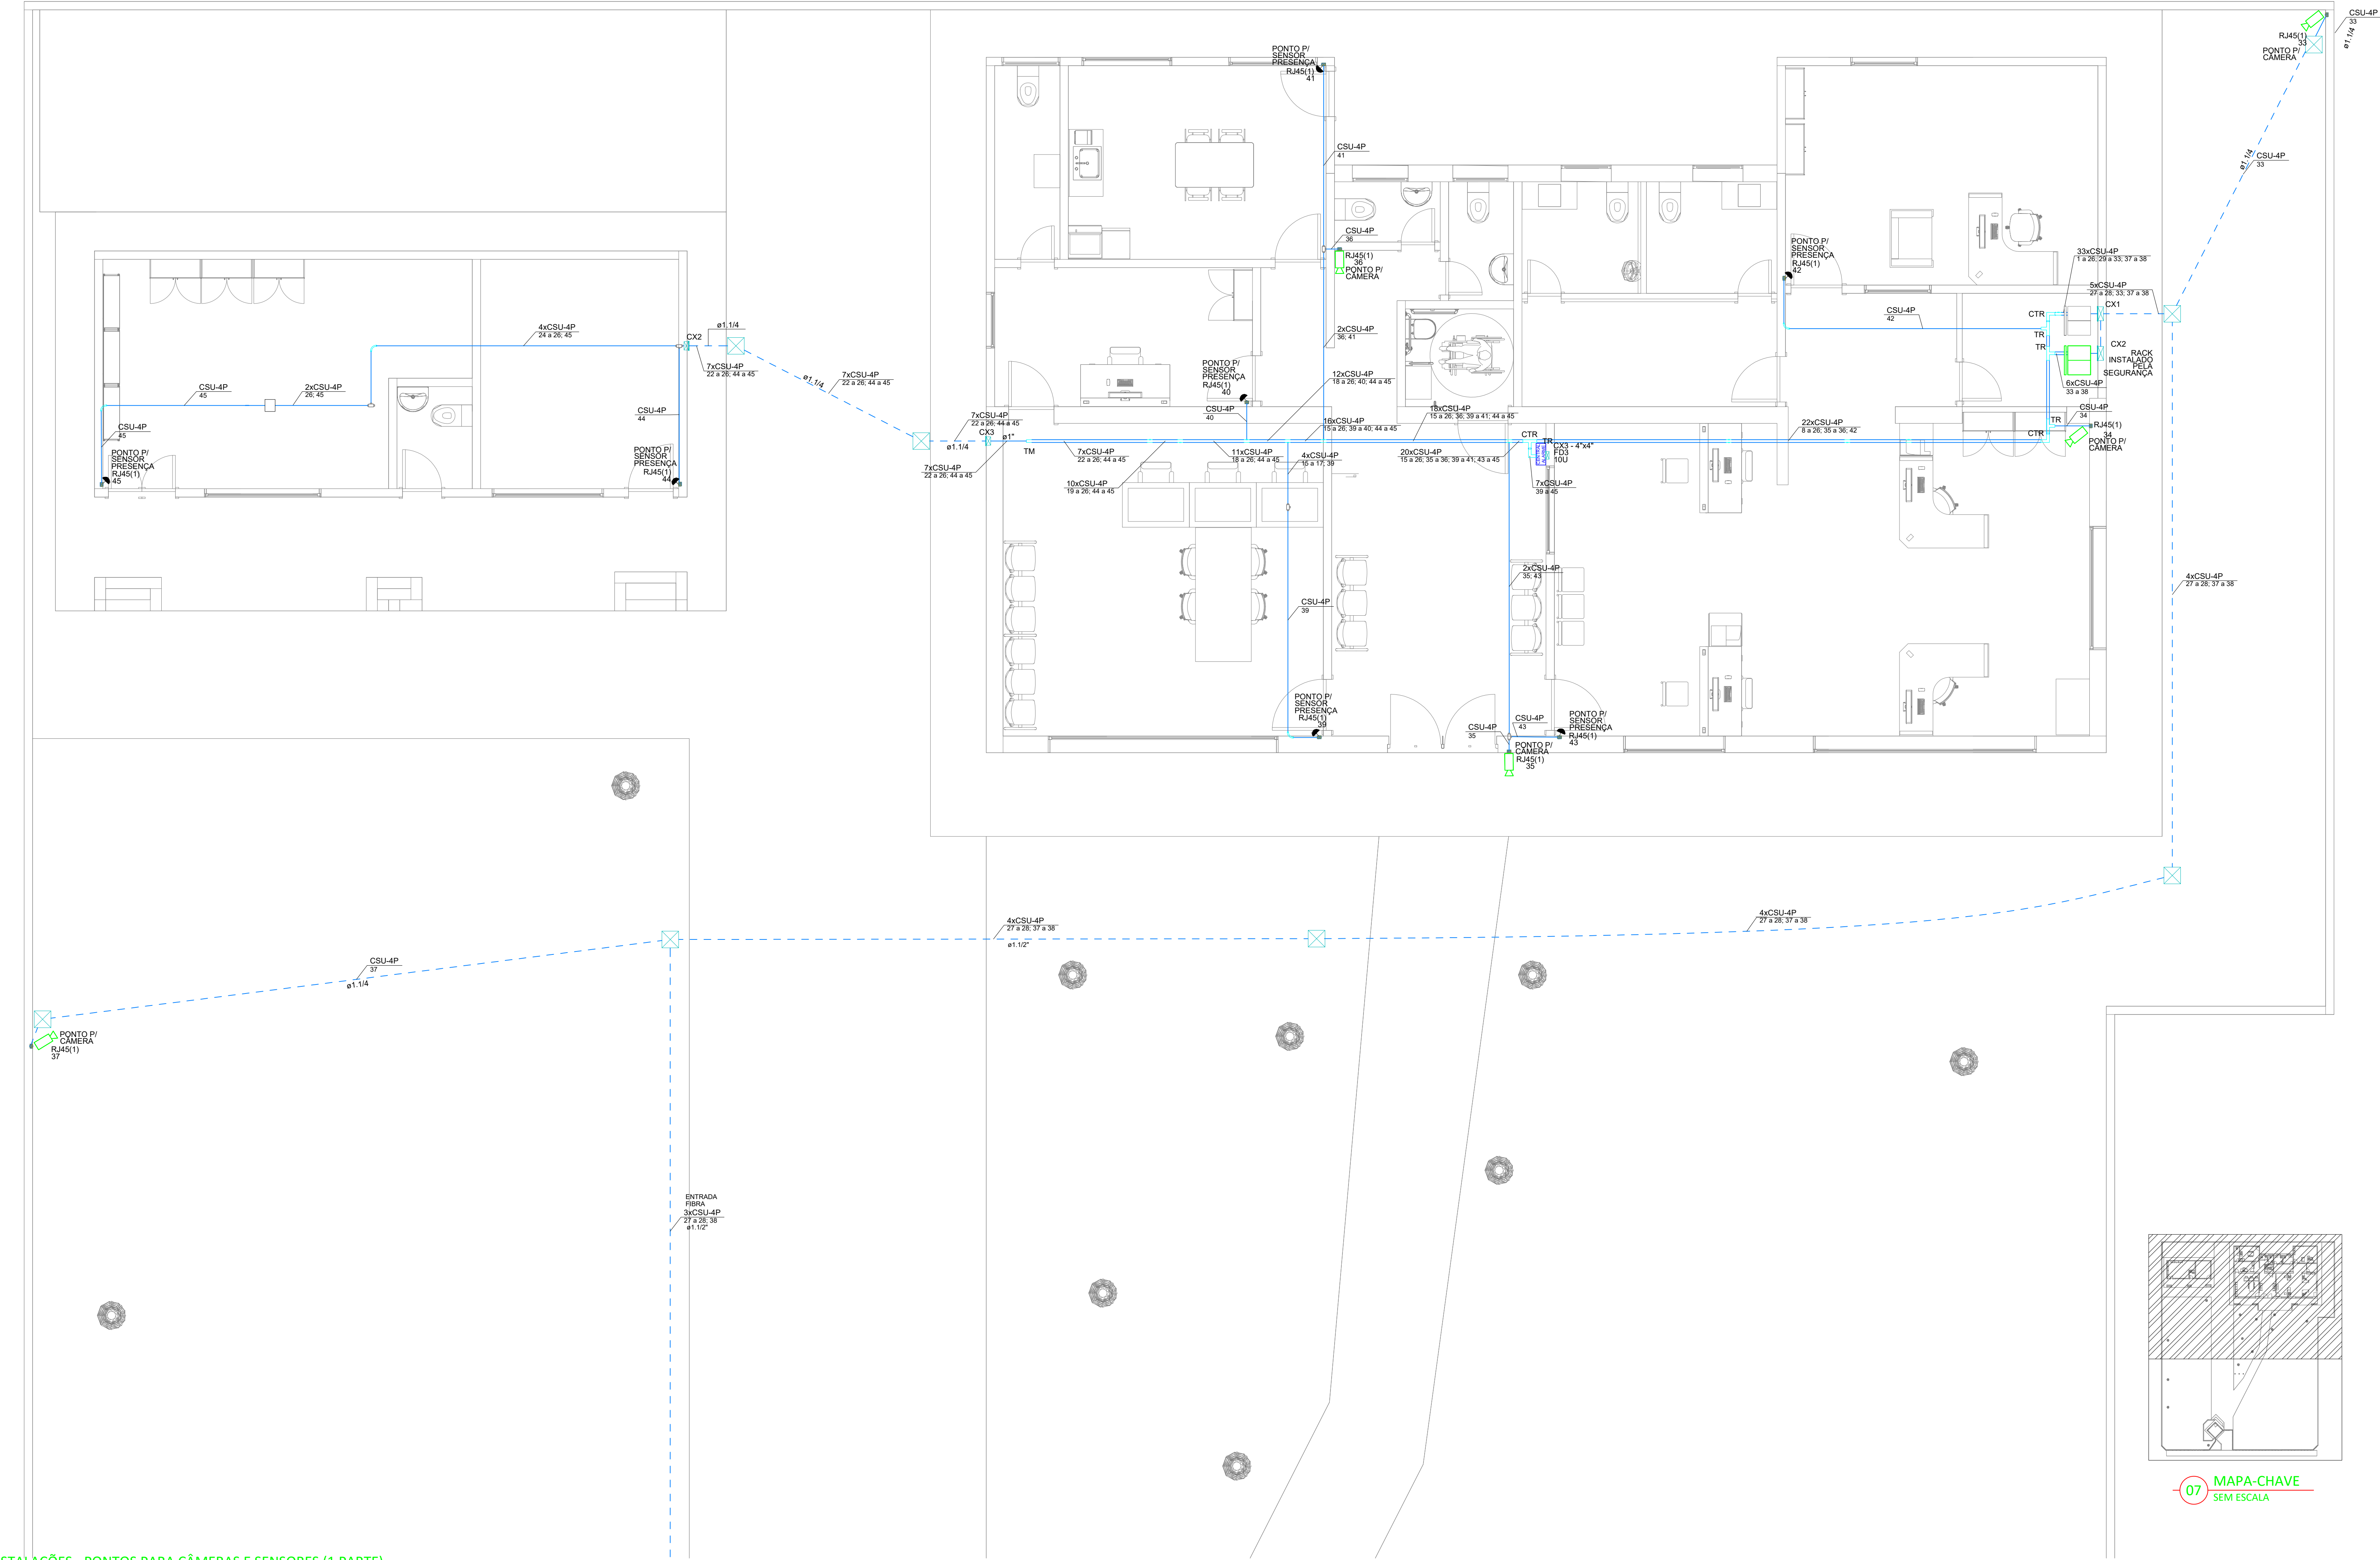 CSU-4P
33
ø1.1/4
RJ45(1)
33
PONTO P/
CÂMERA
PONTO P/
SENSOR
PRESENÇA
RJ45(1)
41
CSU-4P
41
ø1.1/4
CSU-4P
33
CSU-4P
36
RJ45(1)
36
PONTO P/
CÂMERA
PONTO P/
SENSOR
PRESENÇA
RJ45(1)
42
33xCSU-4P
1 a 26; 29 a 33; 37 a 38
5xCSU-4P
27 a 28; 33; 37 a 38
CX1
CTR
CSU-4P
42
TR
TR
CX2
RACK
INSTALADO
PELA
SEGURANÇA
6xCSU-4P
33 a 38
4xCSU-4P
24 a 26; 45
CX2
ø1.1/4
7xCSU-4P
22 a 26; 44 a 45
ø1.1/4
7xCSU-4P
22 a 26; 44 a 45
2xCSU-4P
36; 41
PONTO P/
SENSOR
PRESENÇA
RJ45(1)
40
12xCSU-4P
18 a 26; 40; 44 a 45
CSU-4P
45
2xCSU-4P
26; 45
CSU-4P
44
CSU-4P
45
CSU-4P
40
7xCSU-4P
22 a 26; 44 a 45
CX3
ø1.1/4
ø1"
TM
16xCSU-4P
15 a 26; 39 a 40; 44 a 45
18xCSU-4P
15 a 26; 36; 39 a 41; 44 a 45
22xCSU-4P
8 a 26; 35 a 36; 42
TR
CSU-4P
34
RJ45(1)
34
PONTO P/
CÂMERA
CTR
CTR
TR
CX3 - 4"x4"
FD3
10U
CENTRAL
ALARME
7xCSU-4P
22 a 26; 44 a 45
7xCSU-4P
22 a 26; 44 a 45
11xCSU-4P
18 a 26; 44 a 45
4xCSU-4P
15 a 17; 39
20xCSU-4P
15 a 26; 35 a 36; 39 a 41; 43 a 45
10xCSU-4P
19 a 26; 44 a 45
7xCSU-4P
39 a 45
PONTO P/
SENSOR
PRESENÇA
RJ45(1)
45
PONTO P/
SENSOR
PRESENÇA
RJ45(1)
44
2xCSU-4P
35; 43
4xCSU-4P
27 a 28; 37 a 38
CSU-4P
39
PONTO P/
SENSOR
PRESENÇA
RJ45(1)
39
CSU-4P
35
CSU-4P
43
PONTO P/
SENSOR
PRESENÇA
RJ45(1)
43
PONTO P/
CÂMERA
RJ45(1)
35
4xCSU-4P
27 a 28; 37 a 38
ø1.1/2"
4xCSU-4P
27 a 28; 37 a 38
CSU-4P
37
ø1.1/4
PONTO P/
CÂMERA
RJ45(1)
37
ENTRADA
FIBRA
3xCSU-4P
27 a 28; 38
ø1.1/2"
07
MAPA-CHAVE
SEM ESCALA
STALAÇÕES - PONTOS PARA CÂMERAS E SENSORES (1 PARTE)